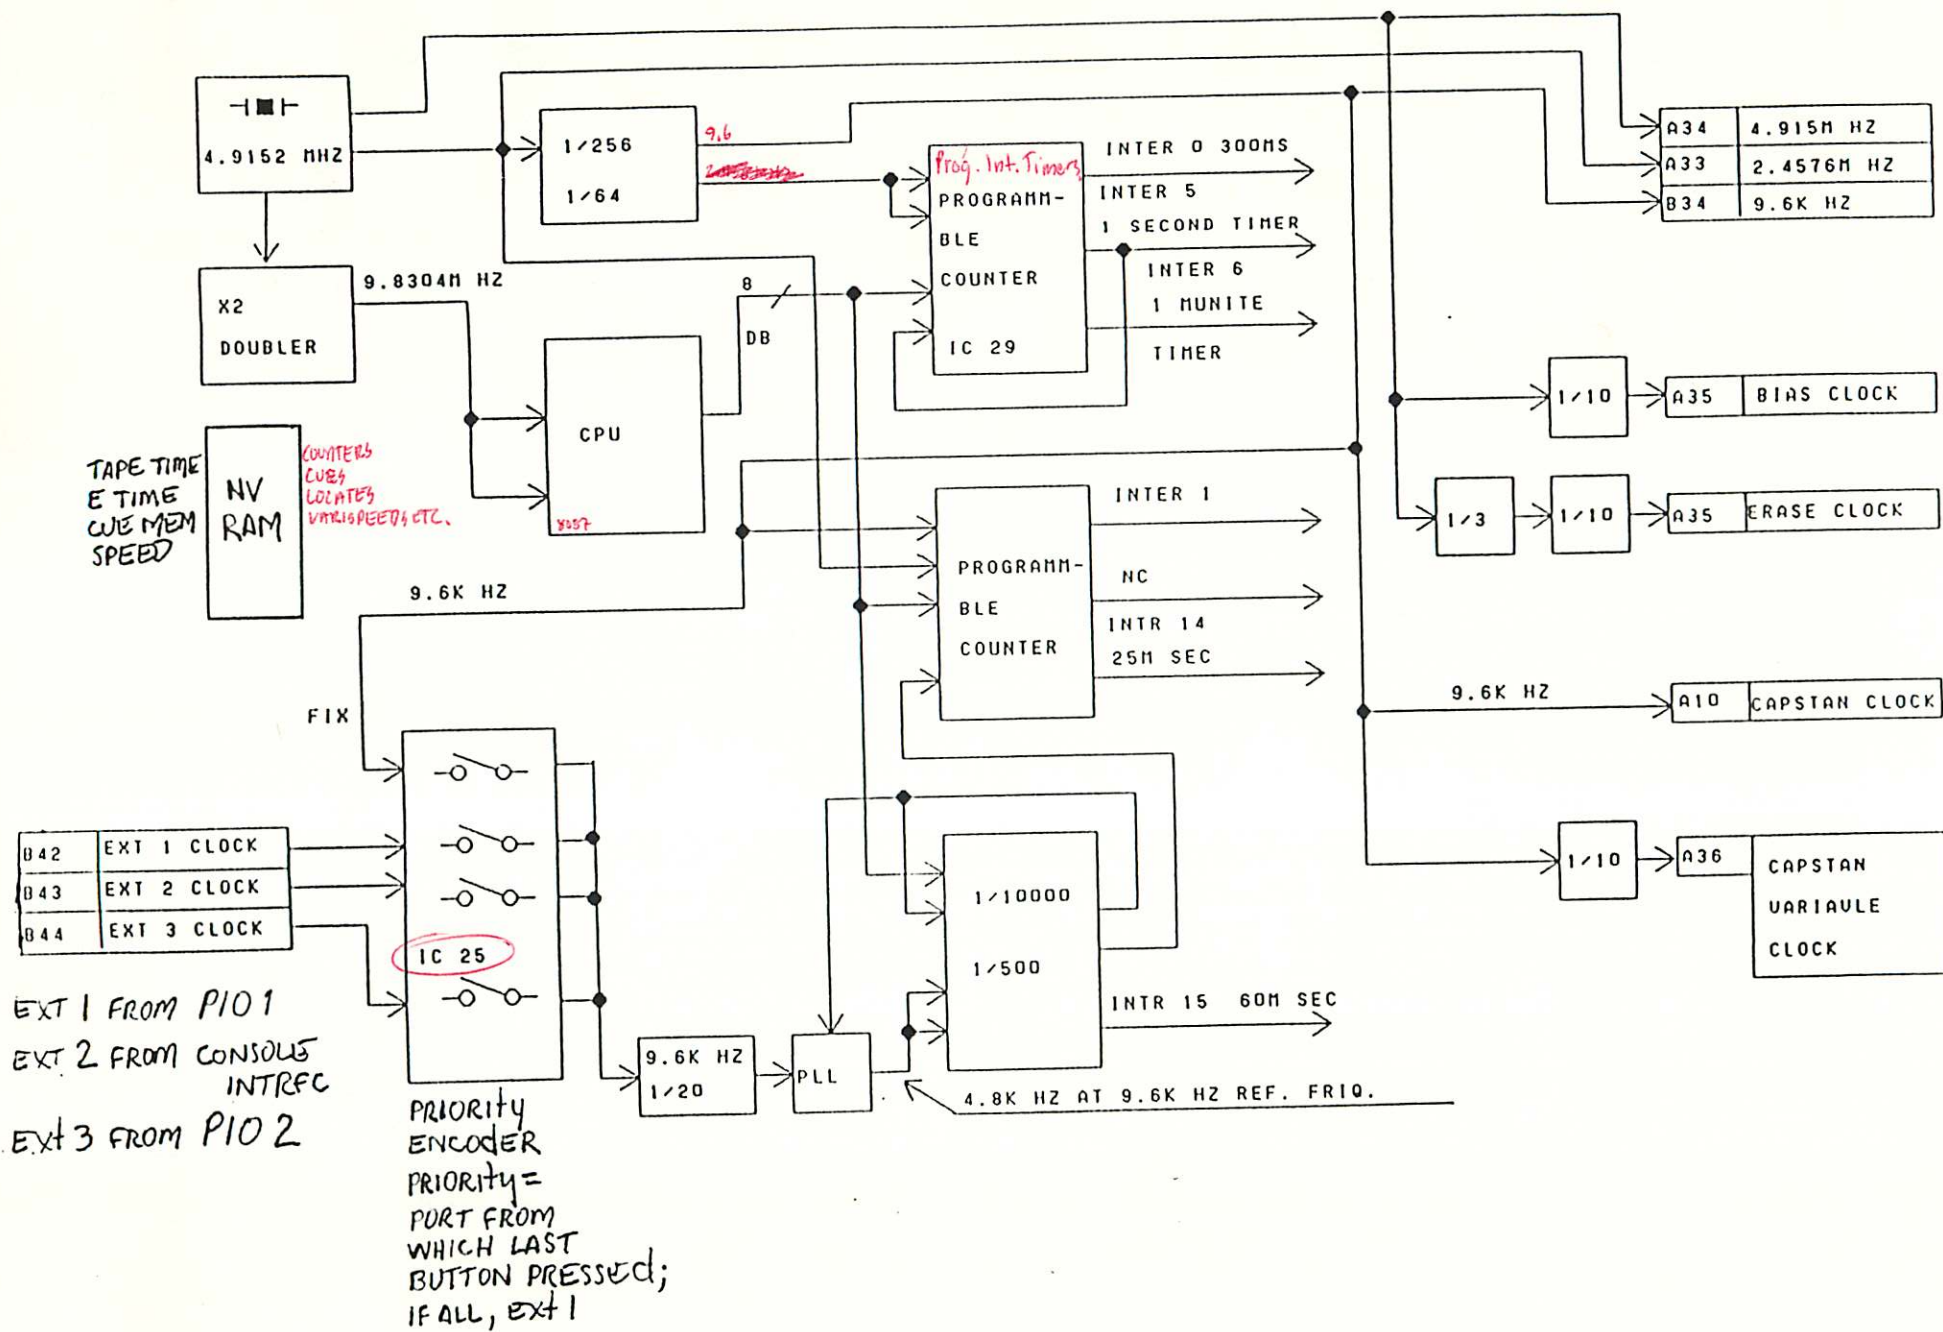 4.9152 MHZ
X2
DOUBLER
9.8304M HZ
1/256
1/64
9.6
Prog. Int. Timers
PROGRAMM-
BLE
COUNTER
IC 29
INTER 0 300MS
INTER 5
1 SECOND TIMER
INTER 6
1 MUNITE
TIMER
A34 4.915M HZ
A33 2.4576M HZ
B34 9.6K HZ
8
DB
CPU
TAPE TIME
E TIME
CUE MEM
SPEED
NV
RAM
COUNTERS
CUES
LOCATES
VARISPEEDS ETC.
1/10
A35 BIAS CLOCK
1/3
1/10
A35 ERASE CLOCK
9.6K HZ
FIX
PROGRAMM-
BLE
COUNTER
INTER 1
NC
INTR 14
25M SEC
9.6K HZ
A10 CAPSTAN CLOCK
1/10
A36 CAPSTAN
VARIAVLE
CLOCK
B42 EXT 1 CLOCK
B43 EXT 2 CLOCK
B44 EXT 3 CLOCK
IC 25
1/10000
1/500
INTR 15 60M SEC
9.6K HZ
1/20
PLL
4.8K HZ AT 9.6K HZ REF. FRIQ.
EXT 1 FROM PIO 1
EXT 2 FROM CONSOLE
INTRFC
EXT 3 FROM PIO 2
PRIORITY
ENCODER
PRIORITY =
PORT FROM
WHICH LAST
BUTTON PRESSED;
IF ALL, EXT 1